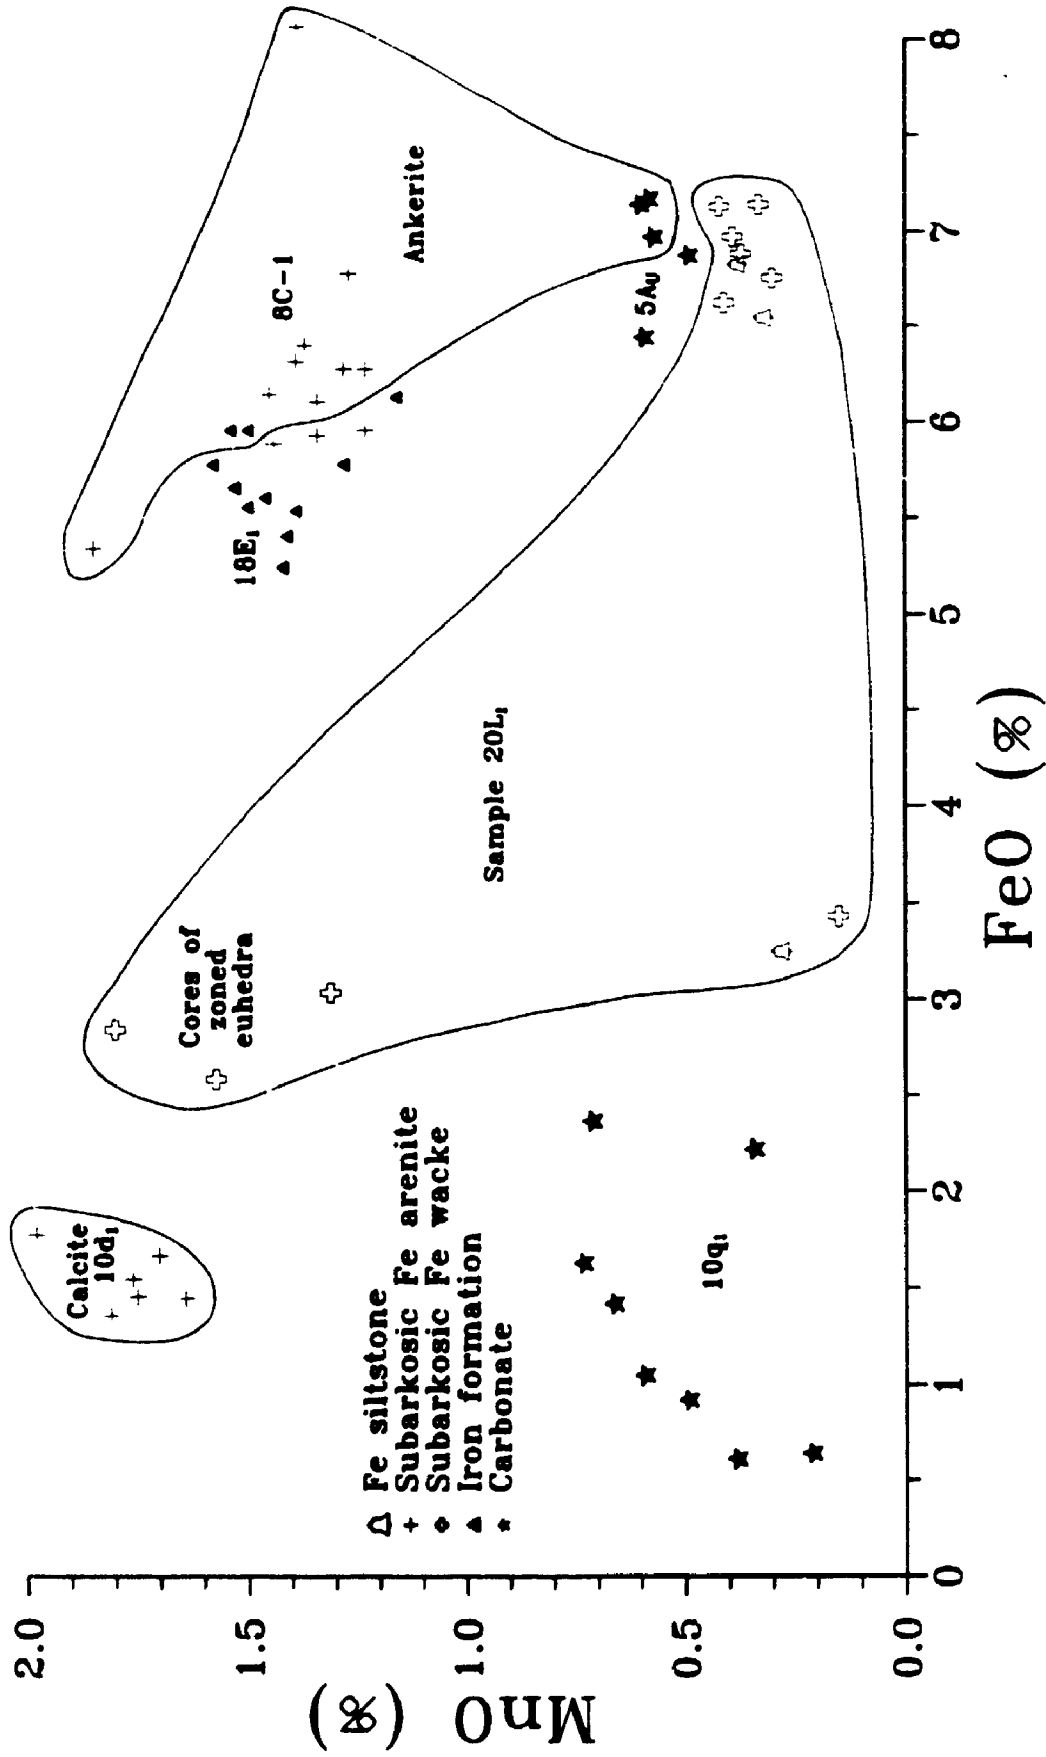 MnO (%)
2.0
1.5
1.0
0.5
0.0
Calcite
10d₁
Cores of
zoned
euhedra
18E₁
8C-1
Ankerite
Fe siltstone
Subarkosic Fe arenite
Subarkosic Fe wacke
Iron formation
Carbonate
Sample 20L₁
5Aᵤ
10q₁
0
1
2
3
4
5
6
7
8
FeO (%)